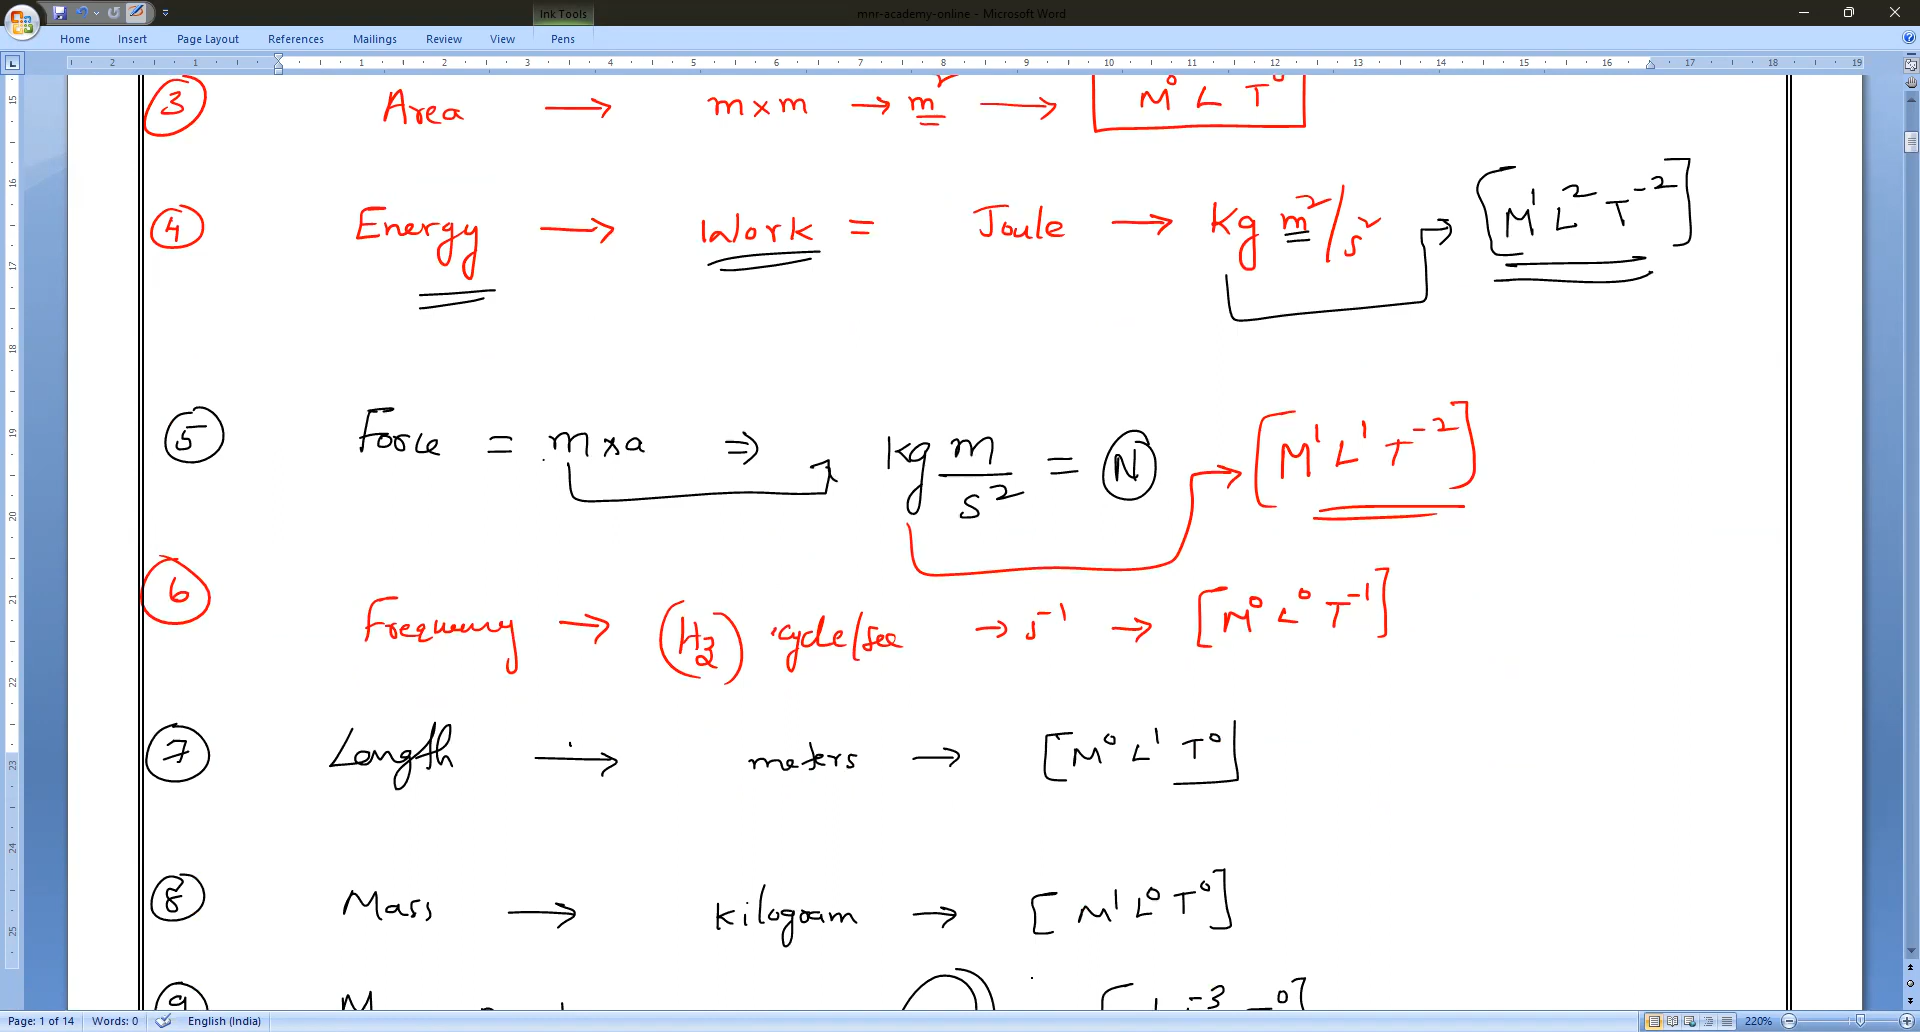 Ink Tools
mnr-academy-online - Microsoft Word
Home Insert Page Layout References Mailings Review View Pens
③ Area → m×m → m² → M⁰ L T⁰
④ Energy → Work = Joule → Kg m²/s² → [M¹ L² T⁻²]
⑤ Force = m×a ⇒ kg m/s² = N → [M¹ L¹ T⁻²]
⑥ Frequency → (Hz) cycle/sec → s⁻¹ → [M⁰ L⁰ T⁻¹]
⑦ Length → meters → [M⁰ L¹ T⁰]
⑧ Mass → kilogram → [M¹ L⁰ T⁰]
Page: 1 of 14 Words: 0 English (India) 220%